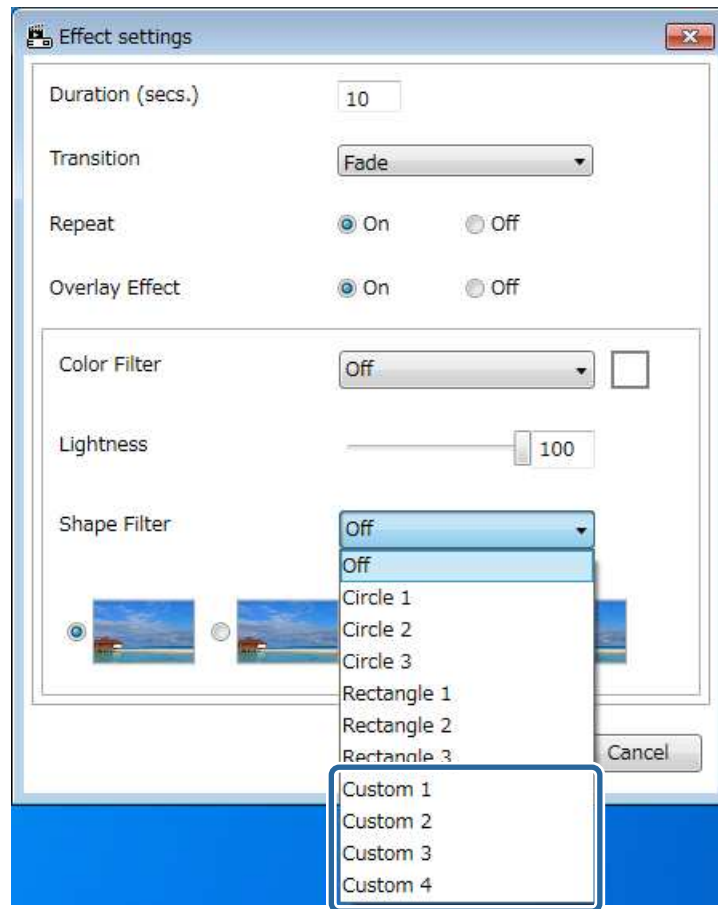 Effect settings
Duration (secs.) 10
Transition Fade
Repeat On Off
Overlay Effect On Off
Color Filter Off
Lightness 100
Shape Filter Off
Off
Circle 1
Circle 2
Circle 3
Rectangle 1
Rectangle 2
Rectangle 3
Cancel
Custom 1
Custom 2
Custom 3
Custom 4